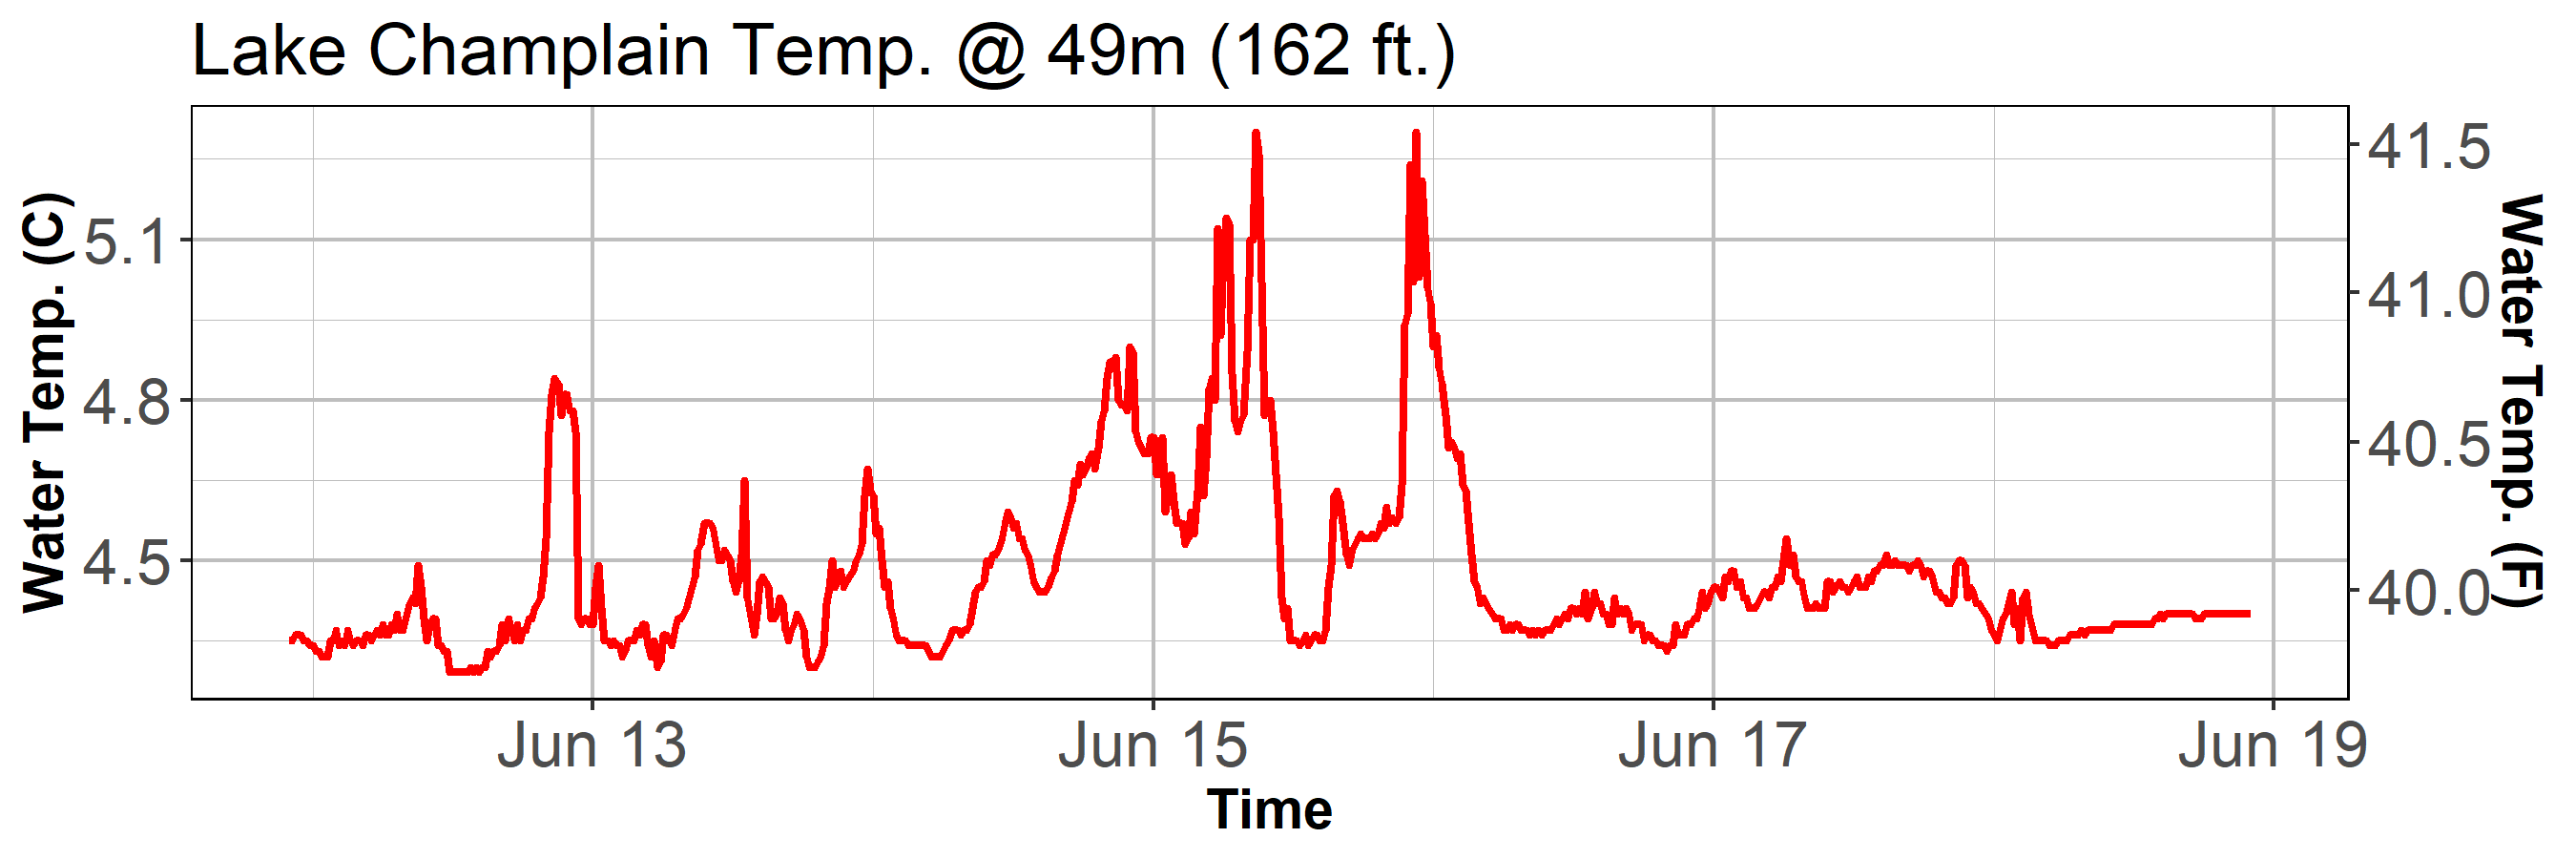 Lake Champlain Temp. @ 49m (162 ft.)
Water Temp. (C)
5.1
4.8
4.5
41.5
41.0
40.5
40.0
Water Temp. (F)
Jun 13
Jun 15
Jun 17
Jun 19
Time